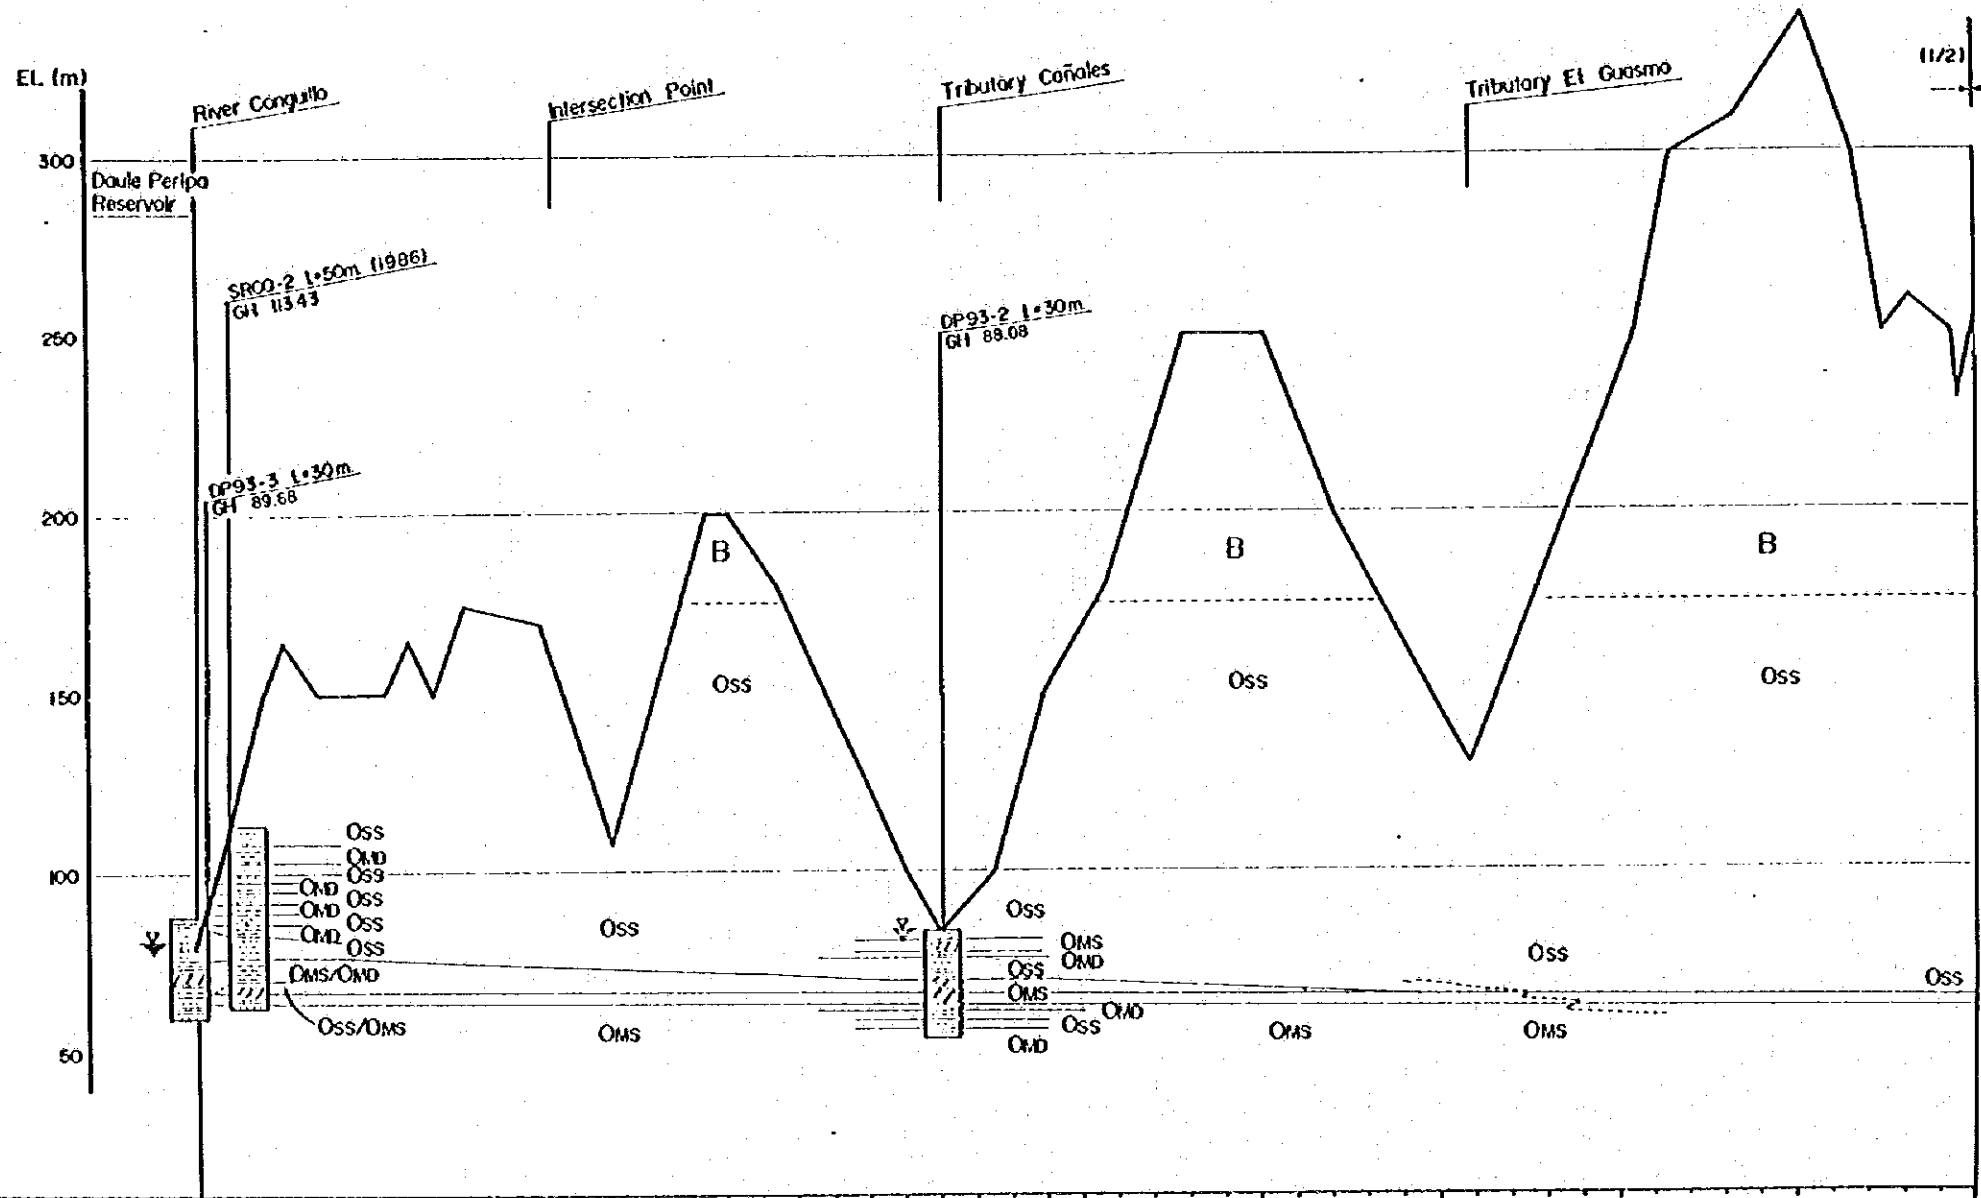 EL. (m)
River Conguillo
Intersection Point
Tributary Cañales
Tributary El Guasmo
(1/2)
300
Daule Peripa
Reservoir
SRCO-2 L=50m (1986)
GH 113.43
DP93-2 L=30m
GH 88.08
250
DP93-3 L=30m
GH 89.68
200
B
B
B
Oss
Oss
Oss
150
Oss
OMD
Oss
100
OMD
Oss
OMD
Oss
OMD
Oss
OMS/OMD
Oss/OMS
Oss
OMS
Oss
OMS
OMD
Oss
OMS
OMD
Oss
OMD
OMS
Oss
OMS
Oss
50